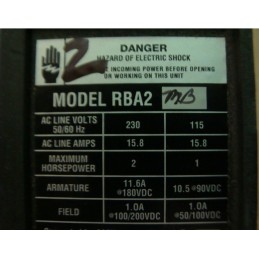 2
DANGER
HAZARD OF ELECTRIC SHOCK
INCOMING POWER BEFORE OPENING
OR WORKING ON THIS UNIT
MODEL RBA2 MB
AC LINE VOLTS 50/60 Hz 230 115
AC LINE AMPS 15.8 15.8
MAXIMUM HORSEPOWER 2 1
ARMATURE 11.6A @180VDC 10.5 @90VDC
FIELD 1.0A @100/200VDC 1.0A @50/100VDC